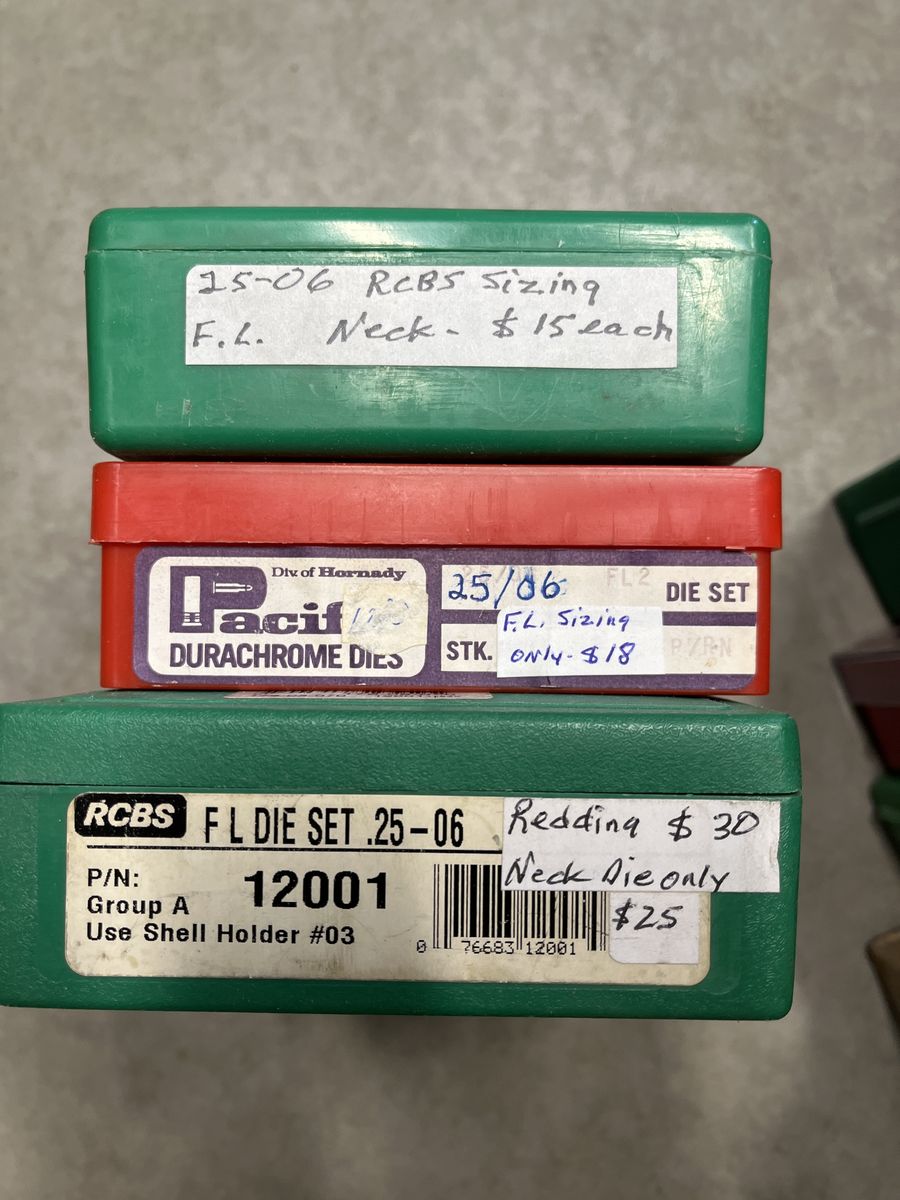 25-06 RCBS Sizing
F.L. Neck - $15 each
Div. of Hornady
Pacif
DURACHROME DIES
25/06 FL2 DIE SET
STK.
F.L. Sizing
only - $18
RCBS F L DIE SET .25-06
P/N: 12001
Group A
Use Shell Holder #03
0 76683 12001
Redding $30
Neck Die only
$25